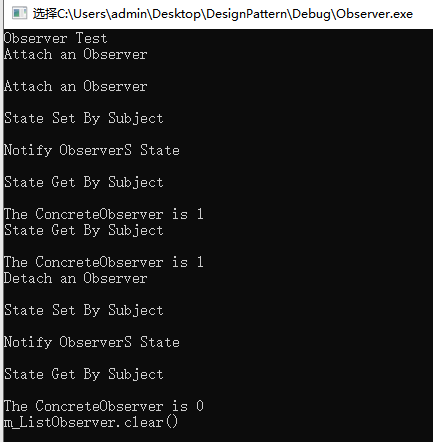 选择C:\Users\admin\Desktop\DesignPattern\Debug\Observer.exe
Observer Test
Attach an Observer
Attach an Observer
State Set By Subject
Notify ObserverS State
State Get By Subject
The ConcreteObserver is 1
State Get By Subject
The ConcreteObserver is 1
Detach an Observer
State Set By Subject
Notify ObserverS State
State Get By Subject
The ConcreteObserver is 0
m_ListObserver.clear()